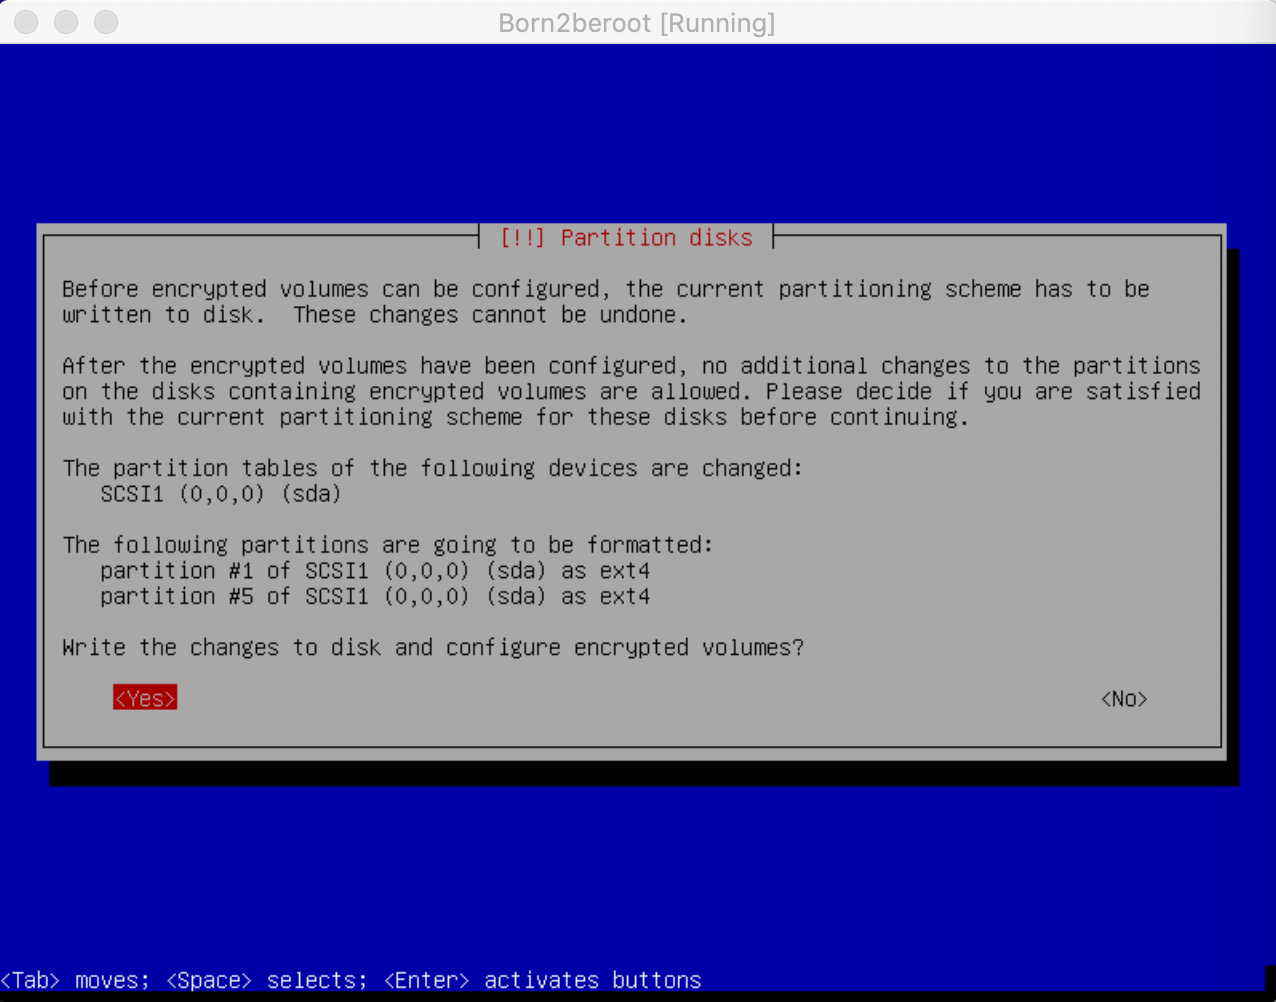 Born2beroot [Running]
[!!] Partition disks
Before encrypted volumes can be configured, the current partitioning scheme has to be
written to disk.  These changes cannot be undone.
After the encrypted volumes have been configured, no additional changes to the partitions
on the disks containing encrypted volumes are allowed. Please decide if you are satisfied
with the current partitioning scheme for these disks before continuing.
The partition tables of the following devices are changed:
SCSI1 (0,0,0) (sda)
The following partitions are going to be formatted:
partition #1 of SCSI1 (0,0,0) (sda) as ext4
partition #5 of SCSI1 (0,0,0) (sda) as ext4
Write the changes to disk and configure encrypted volumes?
<Yes> <No>
<Tab> moves; <Space> selects; <Enter> activates buttons